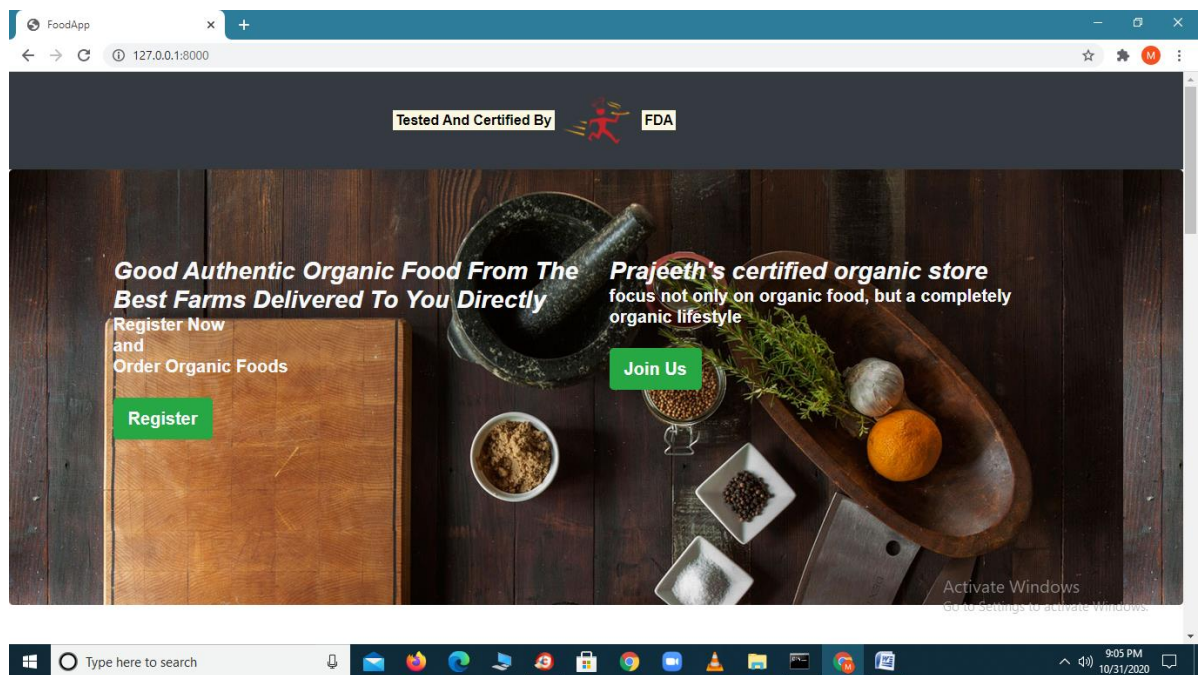 FoodApp
127.0.0.1:8000
M
Tested And Certified By
FDA
Good Authentic Organic Food From The
Best Farms Delivered To You Directly
Register Now
and
Order Organic Foods
Register
Prajeeth's certified organic store
focus not only on organic food, but a completely
organic lifestyle
Join Us
Activate Windows
Go to Settings to activate Windows.
Type here to search
9:05 PM
10/31/2020